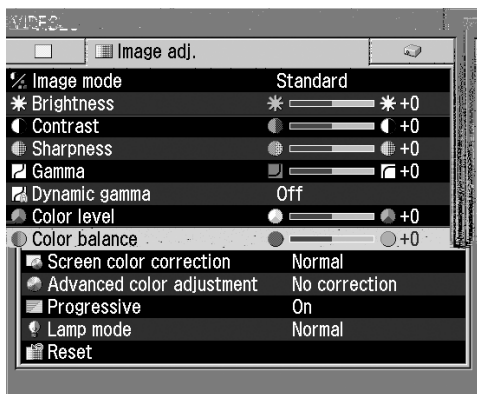 Image adj.
Image mode Standard
Brightness +0
Contrast +0
Sharpness +0
Gamma +0
Dynamic gamma Off
Color level +0
Color balance +0
Screen color correction Normal
Advanced color adjustment No correction
Progressive On
Lamp mode Normal
Reset